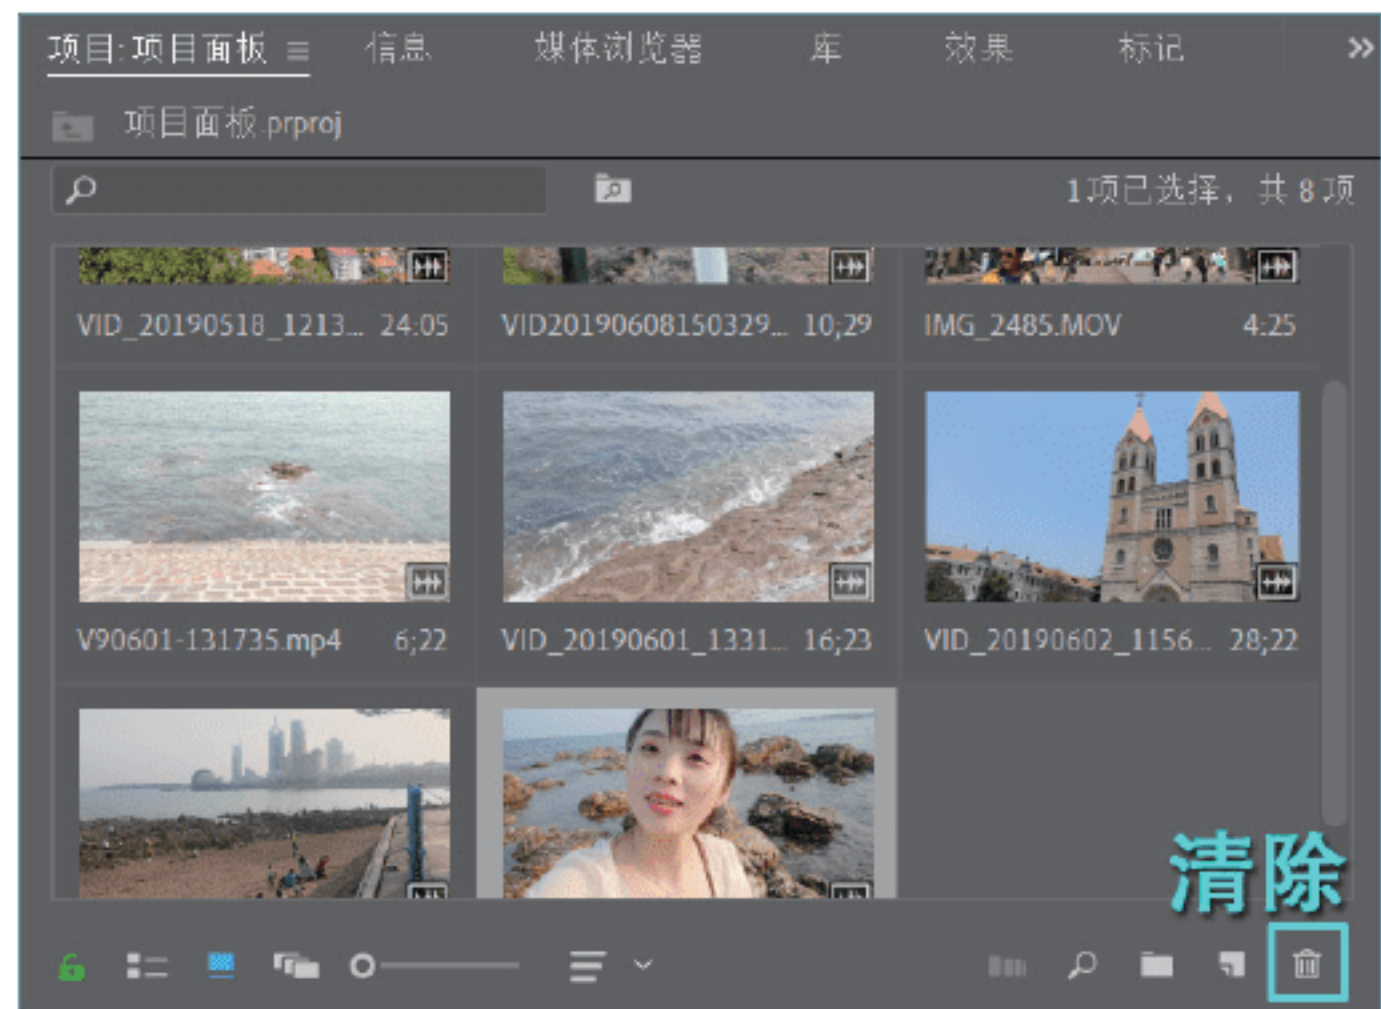 项目:项目面板 信息 媒体浏览器 库 效果 标记
项目面板.prproj
1项已选择，共 8 项
VID_20190518_1213... 24:05 VID20190608150329... 10;29 IMG_2485.MOV 4:25
V90601-131735.mp4 6;22 VID_20190601_1331... 16;23 VID_20190602_1156... 28;22
清除